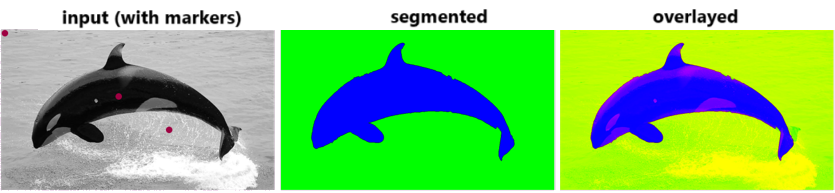 input (with markers)
segmented
overlayed